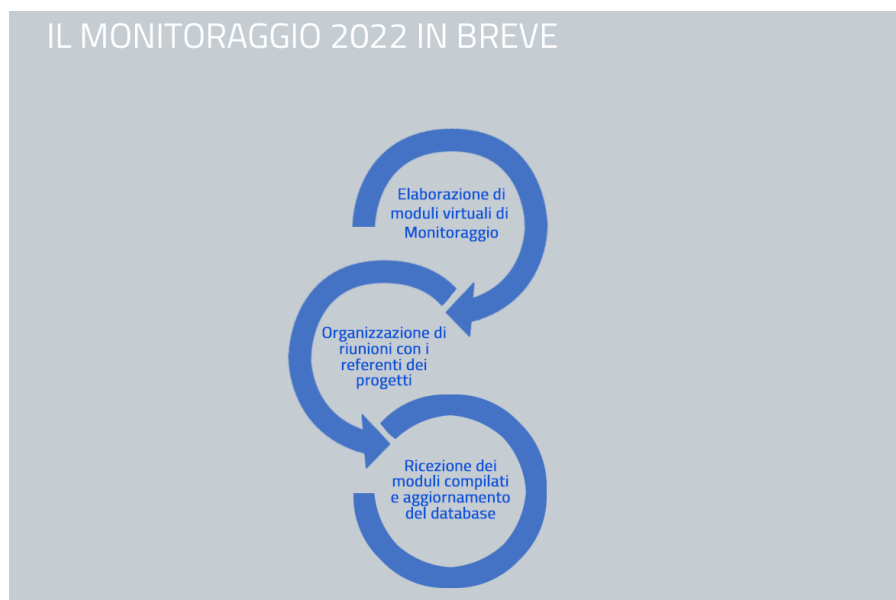 IL MONITORAGGIO 2022 IN BREVE
Elaborazione di
moduli virtuali di
Monitoraggio
Organizzazione di
riunioni con i
referenti dei
progetti
Ricezione dei
moduli compilati
e aggiornamento
del database